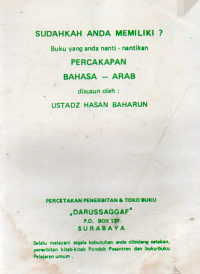 SUDAHKAH ANDA MEMILIKI ?
Buku yang anda nanti - nantikan
PERCAKAPAN
BAHASA — ARAB
disusun oleh :
USTADZ HASAN BAHARUN
PERCETAKAN PENERBITAN & TOKO BUKU
„DARUSSAGGAF"
P.O. BOX 137
SURABAYA
Selalu melayani segala kebutuhan anda dibidang cetakan,
penerbitan kitab-kitab Pondok Pesantren dan buku-buku
Pelajaran umum .